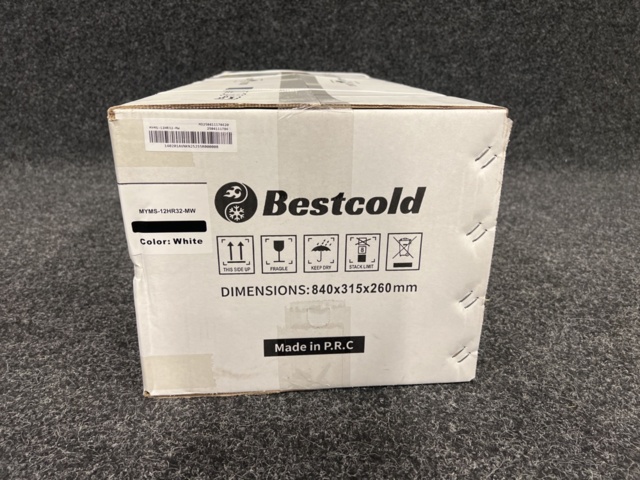 Bestcold
MYMS-12HR32-MW
Color: White
THIS SIDE UP
FRAGILE
KEEP DRY
STACK LIMIT
DIMENSIONS:840x315x260mm
Made in P.R.C